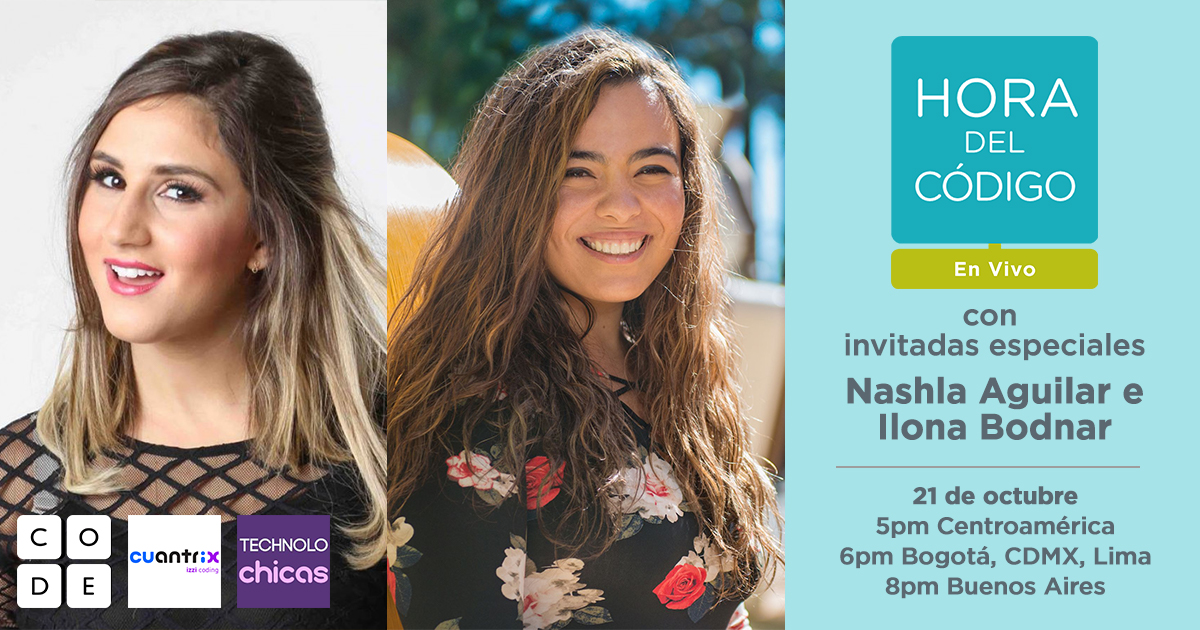 HORA
DEL
CÓDIGO
En Vivo
con
invitadas especiales
Nashla Aguilar e
Ilona Bodnar
21 de octubre
5pm Centroamérica
6pm Bogotá, CDMX, Lima
8pm Buenos Aires
C O
D E
cuantrix
izzi coding
TECHNOLO
chicas